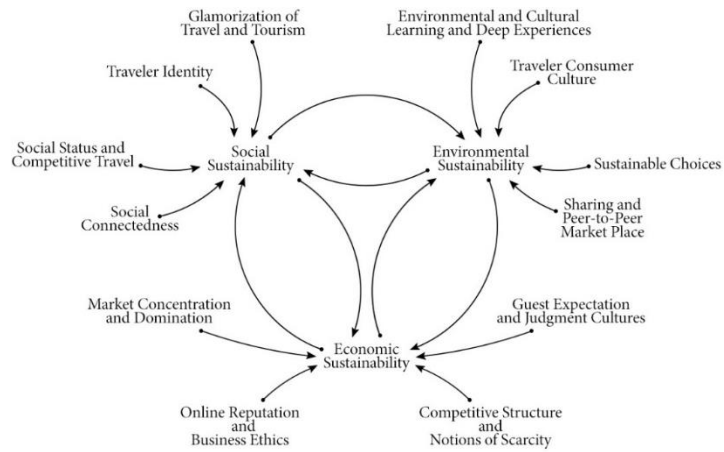 Glamorization of
Travel and Tourism
Environmental and Cultural
Learning and Deep Experiences
Traveler Identity
Traveler Consumer
Culture
Social Status and
Competitive Travel
Social
Sustainability
Environmental
Sustainability
Sustainable Choices
Social
Connectedness
Sharing and
Peer-to-Peer
Market Place
Market Concentration
and Domination
Guest Expectation
and Judgment Cultures
Economic
Sustainability
Online Reputation
and
Business Ethics
Competitive Structure
and
Notions of Scarcity